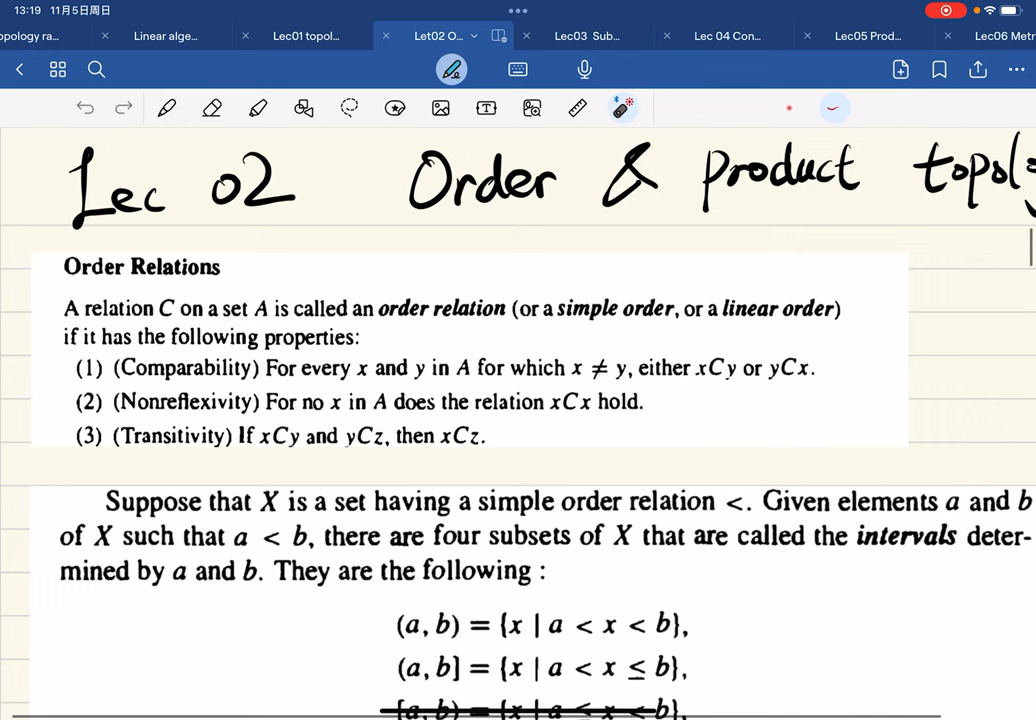 13:19 11月5日周日
opology ra...
Linear alge...
Lec01 topol...
Let02 O...
Lec03 Sub...
Lec 04 Con...
Lec05 Prod...
Lec06 Metr
Lec 02 Order & product topolo
Order Relations
A relation C on a set A is called an order relation (or a simple order, or a linear order)
if it has the following properties:
(1) (Comparability) For every x and y in A for which x ≠ y, either xCy or yCx.
(2) (Nonreflexivity) For no x in A does the relation xCx hold.
(3) (Transitivity) If xCy and yCz, then xCz.
Suppose that X is a set having a simple order relation <. Given elements a and b
of X such that a < b, there are four subsets of X that are called the intervals deter-
mined by a and b. They are the following :
(a, b) = {x | a < x < b},
(a, b] = {x | a < x ≤ b},
[a, b) = {x | a ≤ x < b},